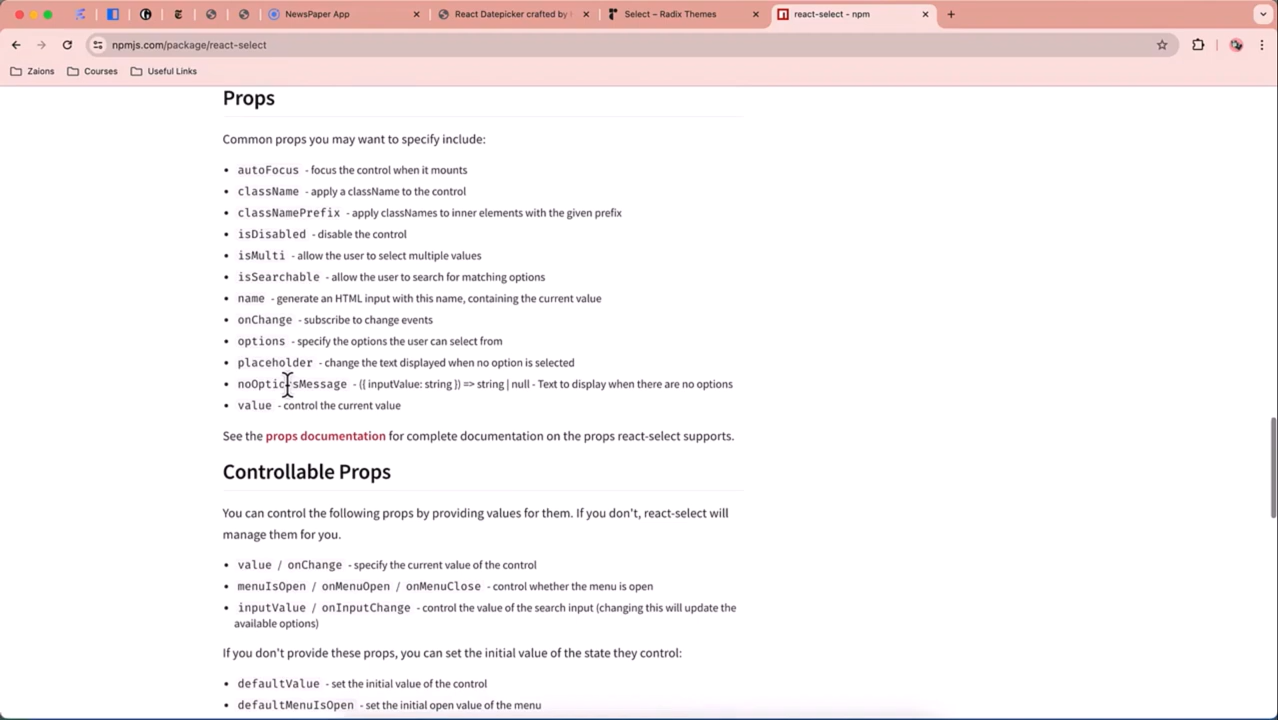 NewsPaper App
React Datepicker crafted by
Select – Radix Themes
react-select - npm
npmjs.com/package/react-select
Zaions
Courses
Useful Links
Props
Common props you may want to specify include:
• autoFocus - focus the control when it mounts
• className - apply a className to the control
• classNamePrefix - apply classNames to inner elements with the given prefix
• isDisabled - disable the control
• isMulti - allow the user to select multiple values
• isSearchable - allow the user to search for matching options
• name - generate an HTML input with this name, containing the current value
• onChange - subscribe to change events
• options - specify the options the user can select from
• placeholder - change the text displayed when no option is selected
• noOptionsMessage - ({ inputValue: string }) => string | null - Text to display when there are no options
• value - control the current value
See the props documentation for complete documentation on the props react-select supports.
Controllable Props
You can control the following props by providing values for them. If you don't, react-select will
manage them for you.
• value / onChange - specify the current value of the control
• menuIsOpen / onMenuOpen / onMenuClose - control whether the menu is open
• inputValue / onInputChange - control the value of the search input (changing this will update the
available options)
If you don't provide these props, you can set the initial value of the state they control:
• defaultValue - set the initial value of the control
• defaultMenuIsOpen - set the initial open value of the menu